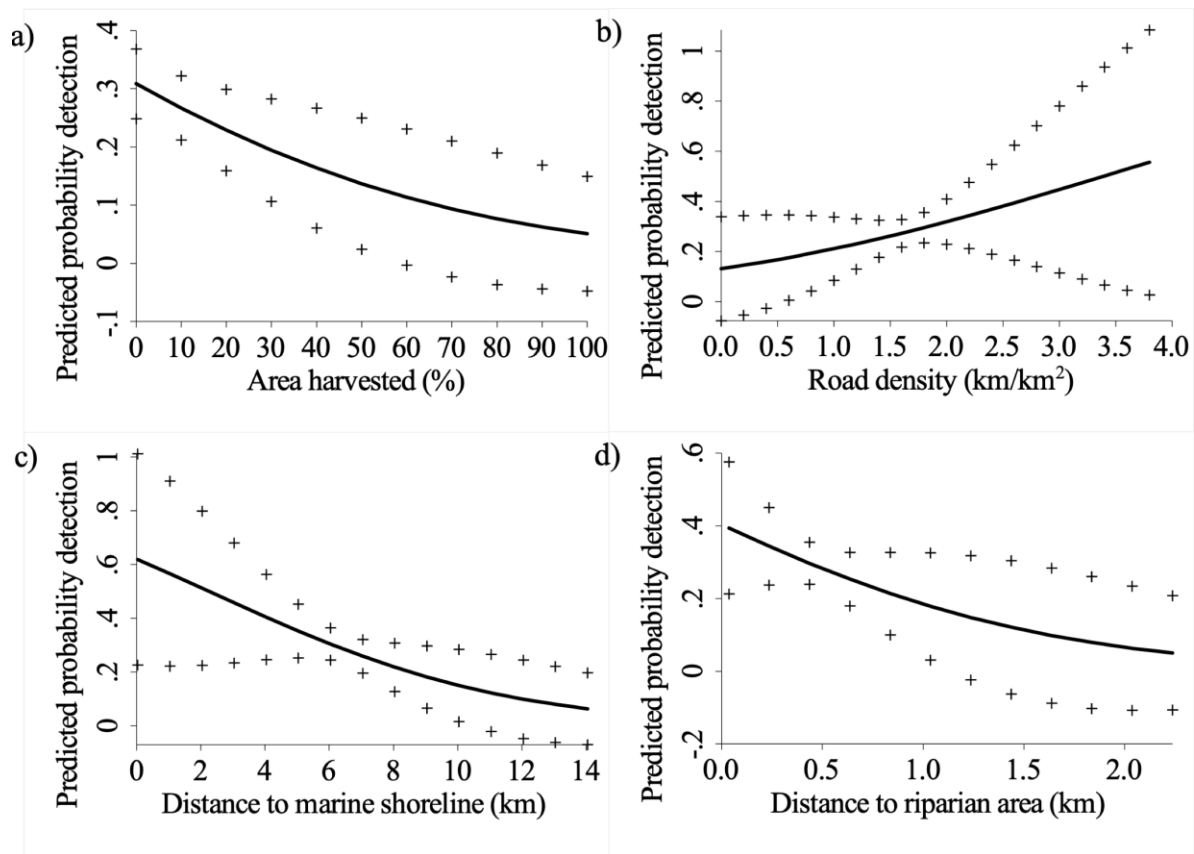 a)
Predicted probability detection
.4
.3
.2
.1
0
-.1
0 10 20 30 40 50 60 70 80 90 100
Area harvested (%)
b)
Predicted probability detection
1
.8
.6
.4
.2
0
0.0 0.5 1.0 1.5 2.0 2.5 3.0 3.5 4.0
Road density (km/km²)
c)
Predicted probability detection
1
.8
.6
.4
.2
0
0 2 4 6 8 10 12 14
Distance to marine shoreline (km)
d)
Predicted probability detection
.6
.4
.2
0
-.2
0.0 0.5 1.0 1.5 2.0
Distance to riparian area (km)